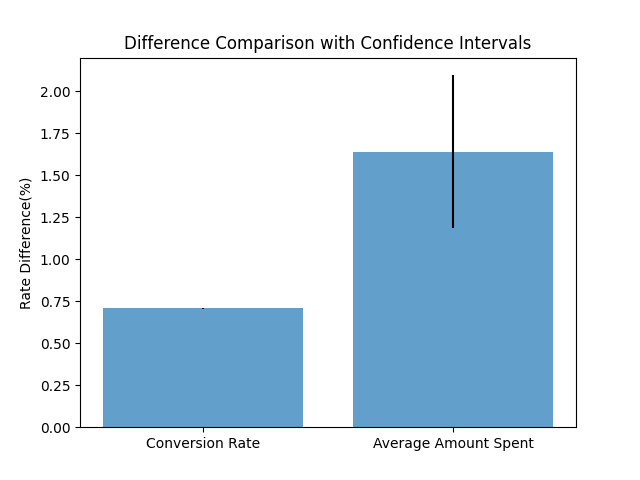 Difference Comparison with Confidence Intervals
Rate Difference(%)
2.00
1.75
1.50
1.25
1.00
0.75
0.50
0.25
0.00
Conversion Rate
Average Amount Spent